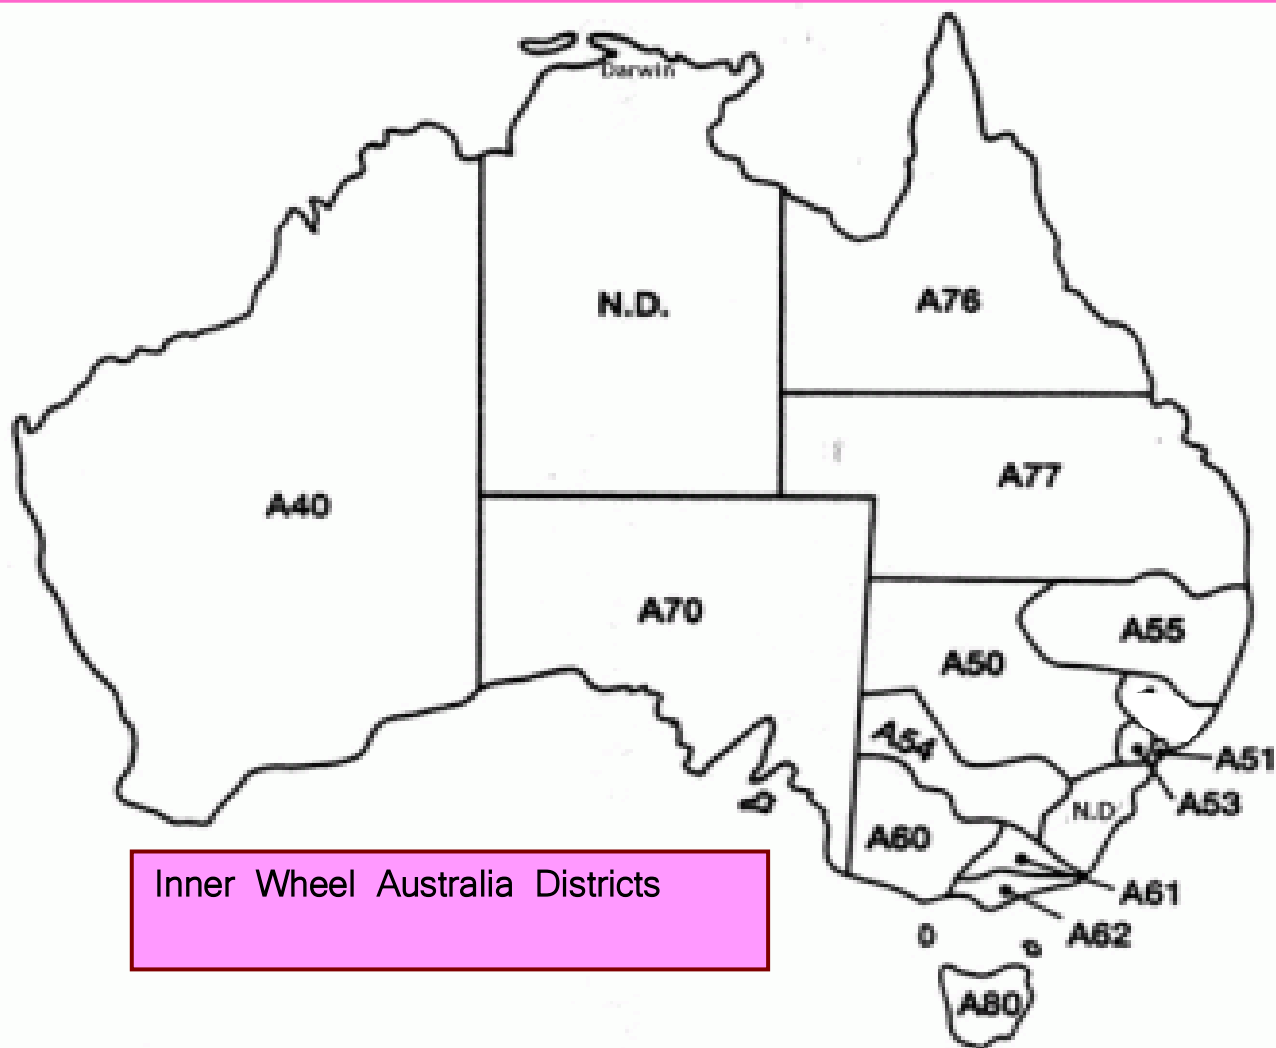 Darwin
N.D.
A76
A77
A40
A70
A55
A50
A54
A51
A53
N.D
A60
Inner Wheel Australia Districts
A61
A62
A80